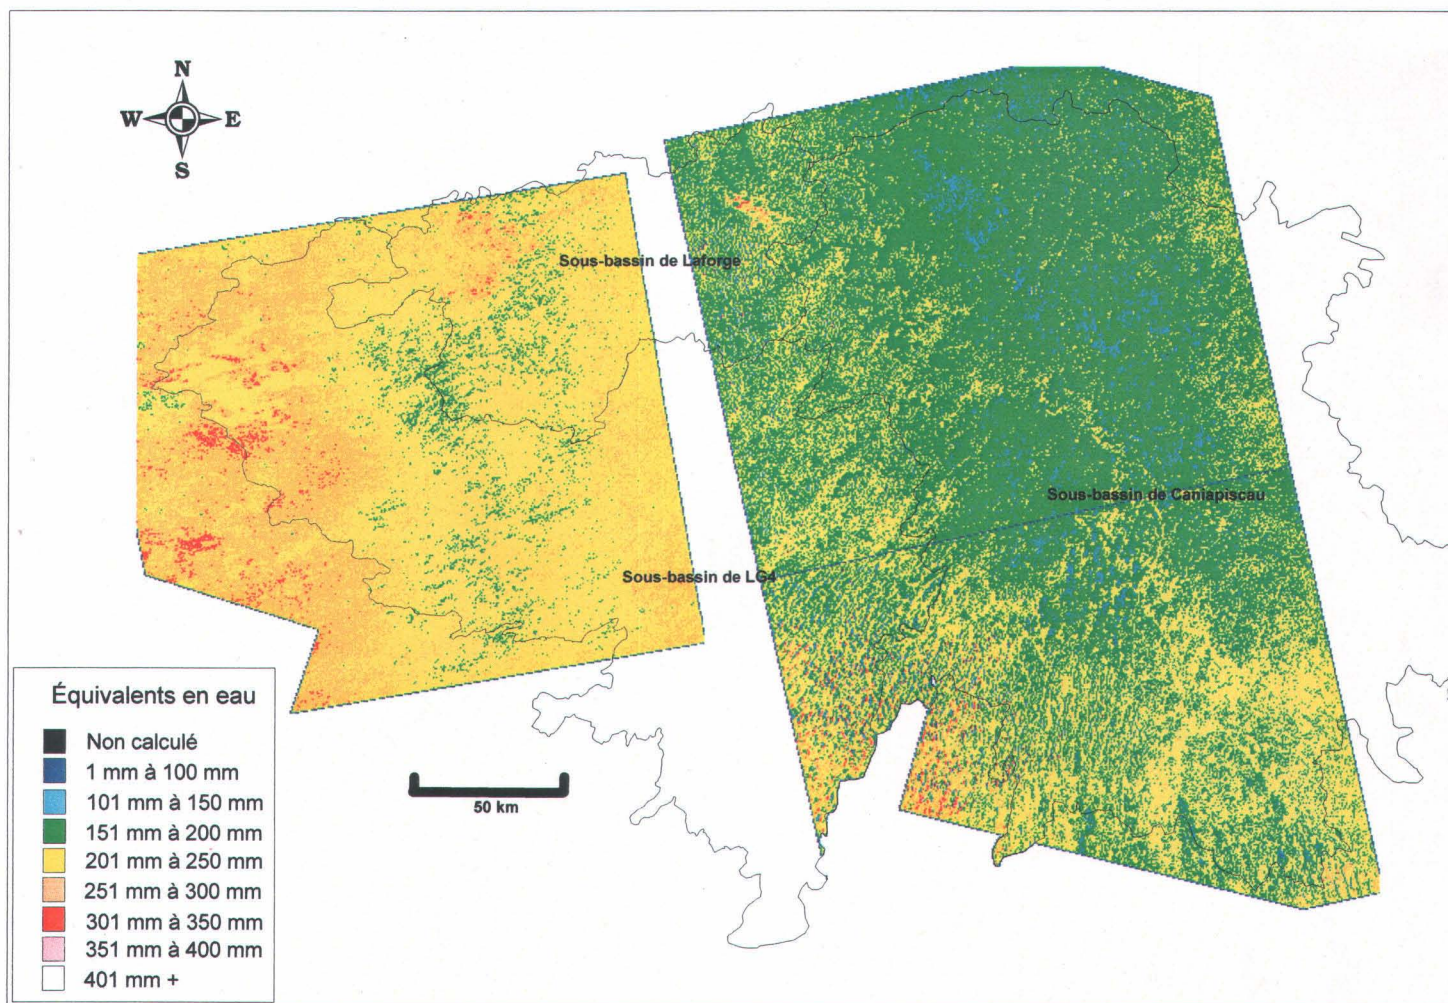 N
W E
S
Sous-bassin de Laforge
Sous-bassin de Caniapiscau
Sous-bassin de LG4
50 km
Équivalents en eau
Non calculé
1 mm à 100 mm
101 mm à 150 mm
151 mm à 200 mm
201 mm à 250 mm
251 mm à 300 mm
301 mm à 350 mm
351 mm à 400 mm
401 mm +